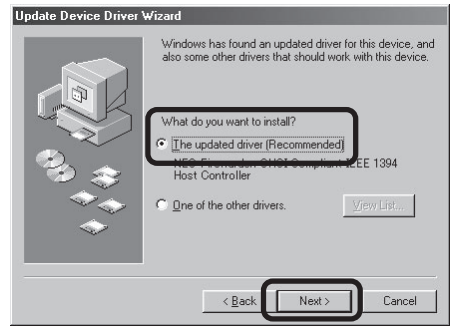 Update Device Driver Wizard
Windows has found an updated driver for this device, and
also some other drivers that should work with this device.
What do you want to install?
The updated driver (Recommended)
NEC Firewarden OHCI Compliant IEEE 1394
Host Controller
One of the other drivers.
View List...
< Back
Next >
Cancel